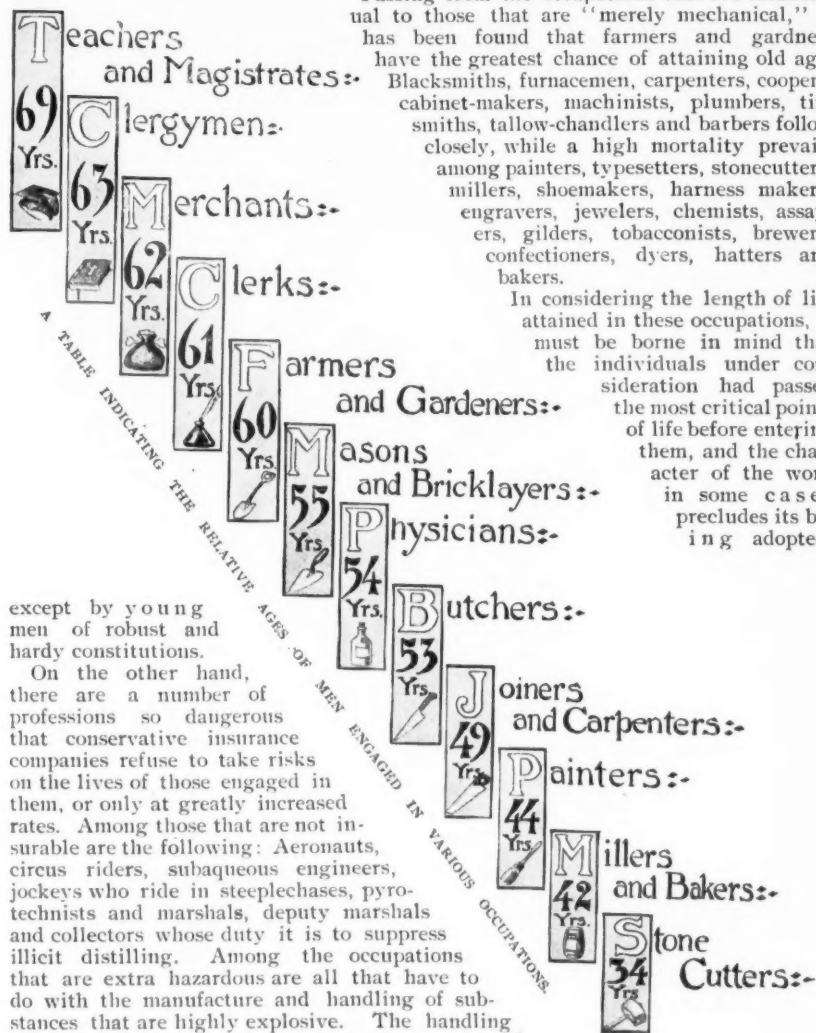 ual to those that are "merely mechanical,"
has been found that farmers and gardne
have the greatest chance of attaining old ag
Blacksmiths, furnacemen, carpenters, cooper
cabinet-makers, machinists, plumbers, ti
smiths, tallow-chandlers and barbers follo
closely, while a high mortality prevai
among painters, typesetters, stonecutter
millers, shoemakers, harness maker
engravers, jewelers, chemists, assay
ers, gilders, tobacconists, brewer
confectioners, dyers, hatters an
bakers.
In considering the length of li
attained in these occupations,
must be borne in mind tha
the individuals under co
sideration had passe
the most critical poin
of life before enterin
them, and the cha
acter of the wor
in some case
precludes its b
ing adopte
Teachers
and Magistrates:-
69
Yrs.
Clergymen:-
63
Yrs.
Merchants:-
62
Yrs.
Clerks:-
61
Yrs.
Farmers
and Gardeners:-
60
Yrs.
Masons
and Bricklayers:-
55
Yrs.
Physicians:-
54
Yrs.
Butchers:-
53
Yrs.
Joiners
and Carpenters:-
49
Yrs.
Painters:-
44
Yrs.
Millers
and Bakers:-
42
Yrs.
Stone
Cutters:-
34
Yrs
A TABLE INDICATING THE RELATIVE AGES OF MEN ENGAGED IN VARIOUS OCCUPATIONS.
except by young
men of robust and
hardy constitutions.
On the other hand,
there are a number of
professions so dangerous
that conservative insurance
companies refuse to take risks
on the lives of those engaged in
them, or only at greatly increased
rates. Among those that are not in-
surable are the following: Aeronauts,
circus riders, subaqueous engineers,
jockeys who ride in steeplechases, pyro-
technists and marshals, deputy marshals
and collectors whose duty it is to suppress
illicit distilling. Among the occupations
that are extra hazardous are all that have to
do with the manufacture and handling of sub-
stances that are highly explosive. The handling